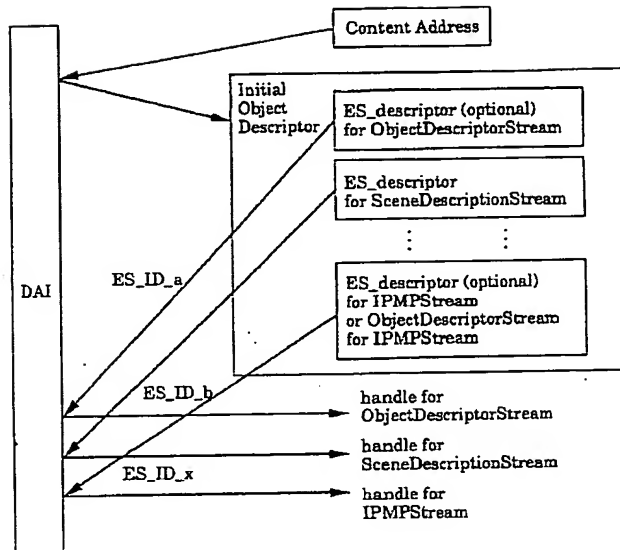 Content Address
Initial
Object
Descriptor
ES_descriptor (optional)
for ObjectDescriptorStream
ES_descriptor
for SceneDescriptionStream
ES_descriptor (optional)
for IPMPStream
or ObjectDescriptorStream
for IPMPStream
DAI
ES_ID_a
ES_ID_b
ES_ID_x
handle for
ObjectDescriptorStream
handle for
SceneDescriptionStream
handle for
IPMPStream